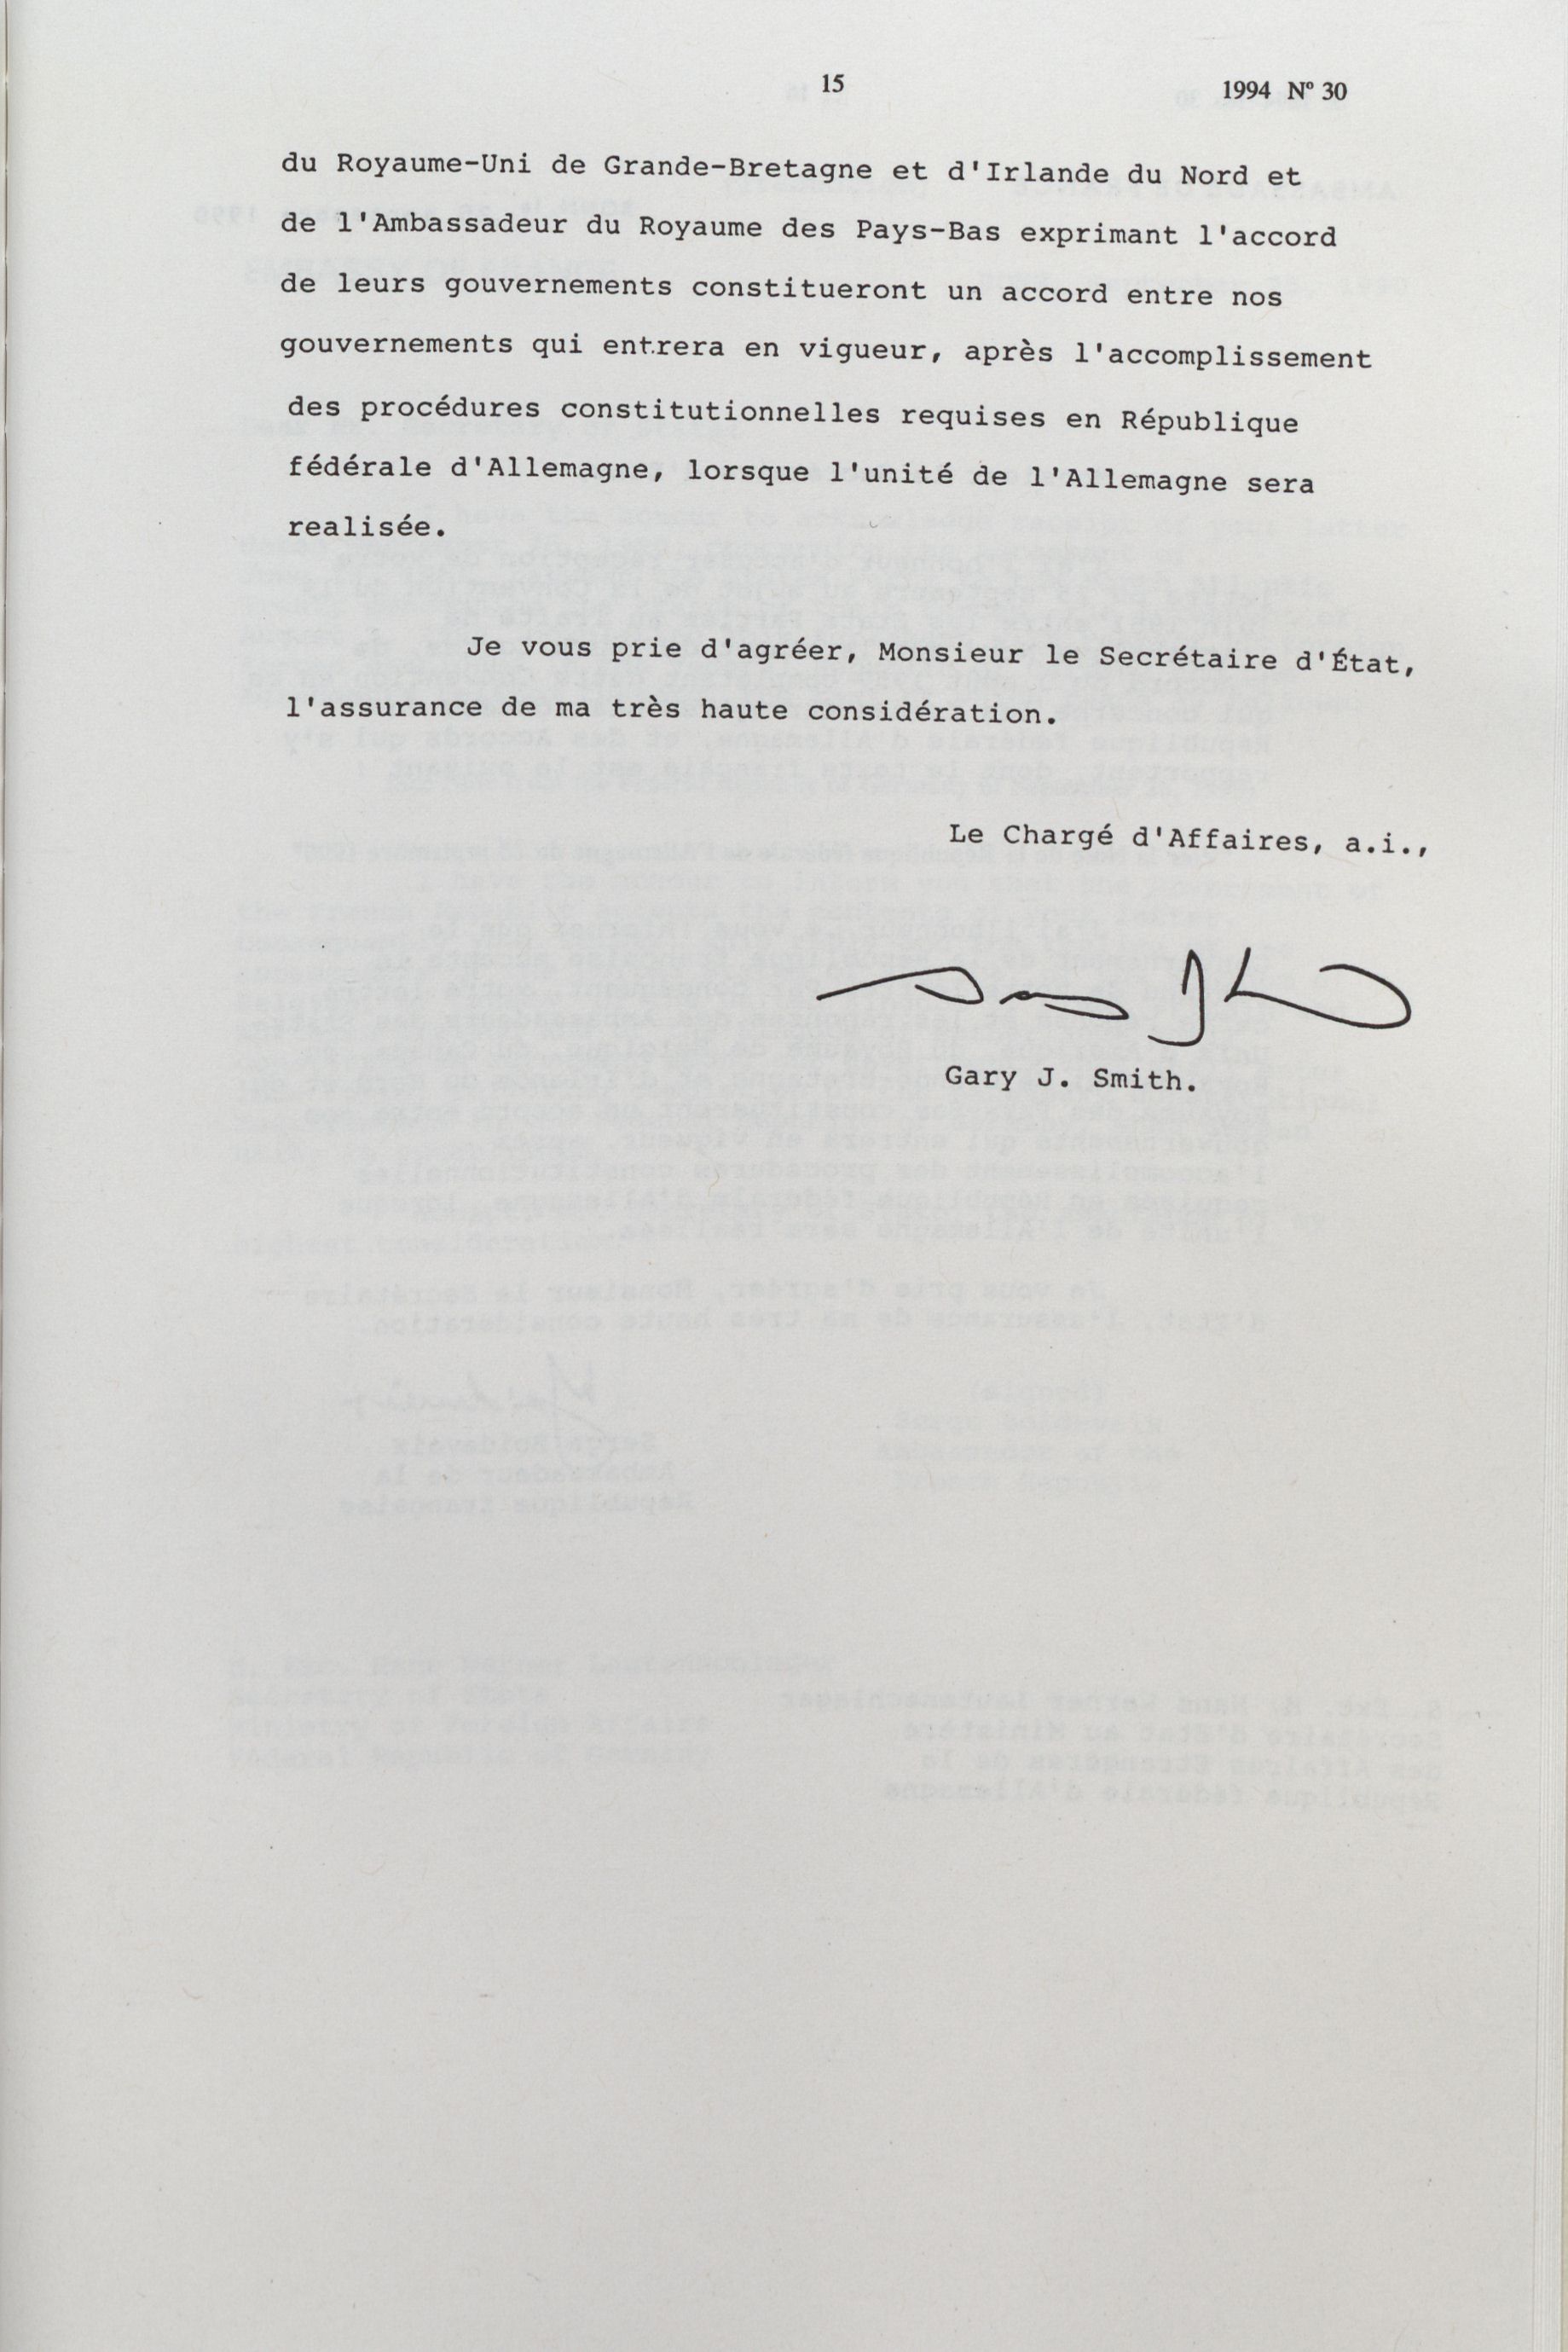 15
1994 Nº 30
du Royaume-Uni de Grande-Bretagne et d'Irlande du Nord et
de l'Ambassadeur du Royaume des Pays-Bas exprimant l'accord
de leurs gouvernements constitueront un accord entre nos
gouvernements qui entrera en vigueur, après l'accomplissement
des procédures constitutionnelles requises en République
fédérale d'Allemagne, lorsque l'unité de l'Allemagne sera
realisée.
Je vous prie d'agréer, Monsieur le Secrétaire d'État,
l'assurance de ma très haute considération.
Le Chargé d'Affaires, a.i.,
Gary J. Smith.